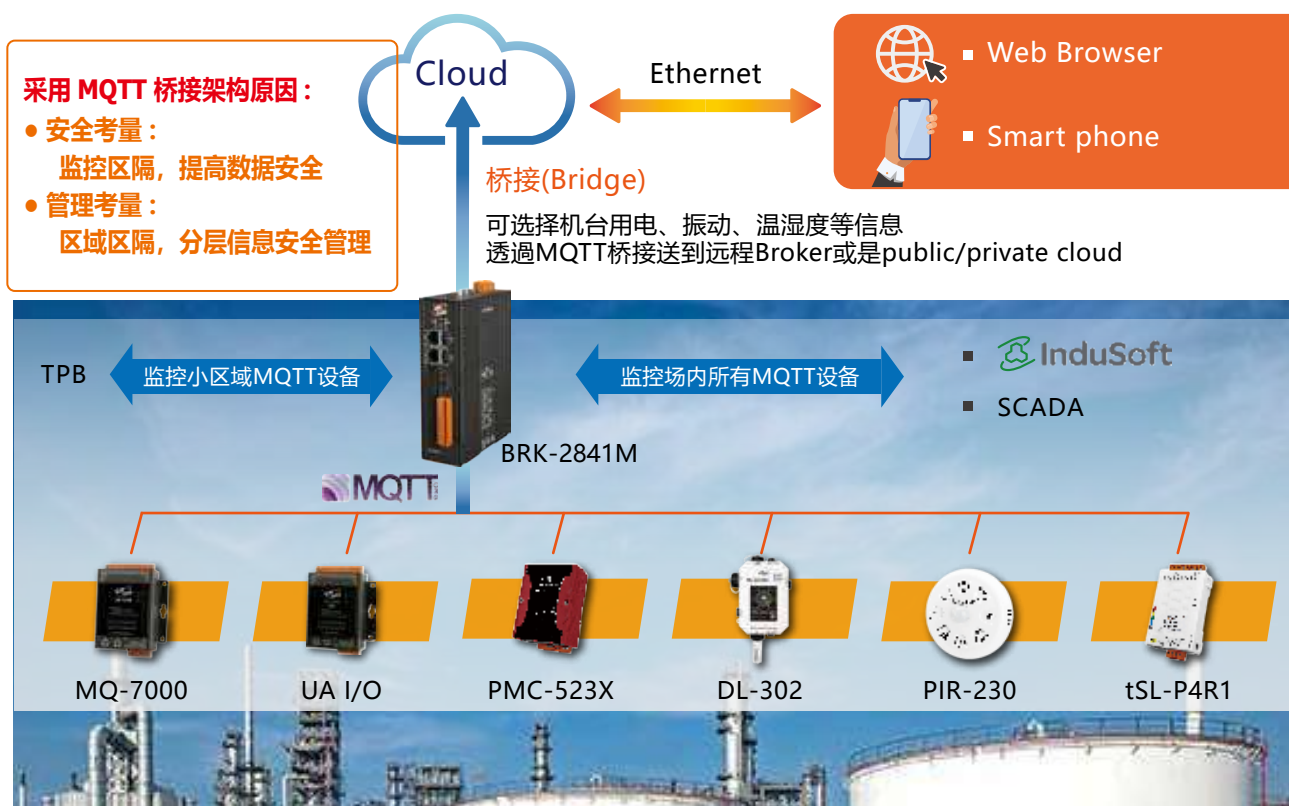 采用 MQTT 桥接架构原因：
● 安全考量：
监控区隔，提高数据安全
● 管理考量：
区域区隔，分层信息安全管理
Cloud
Ethernet
▪ Web Browser
▪ Smart phone
桥接(Bridge)
可选择机台用电、振动、温湿度等信息
透過MQTT桥接送到远程Broker或是public/private cloud
TPB
监控小区域MQTT设备
监控场内所有MQTT设备
▪ InduSoft
▪ SCADA
BRK-2841M
MQTT
MQ-7000
UA I/O
PMC-523X
DL-302
PIR-230
tSL-P4R1